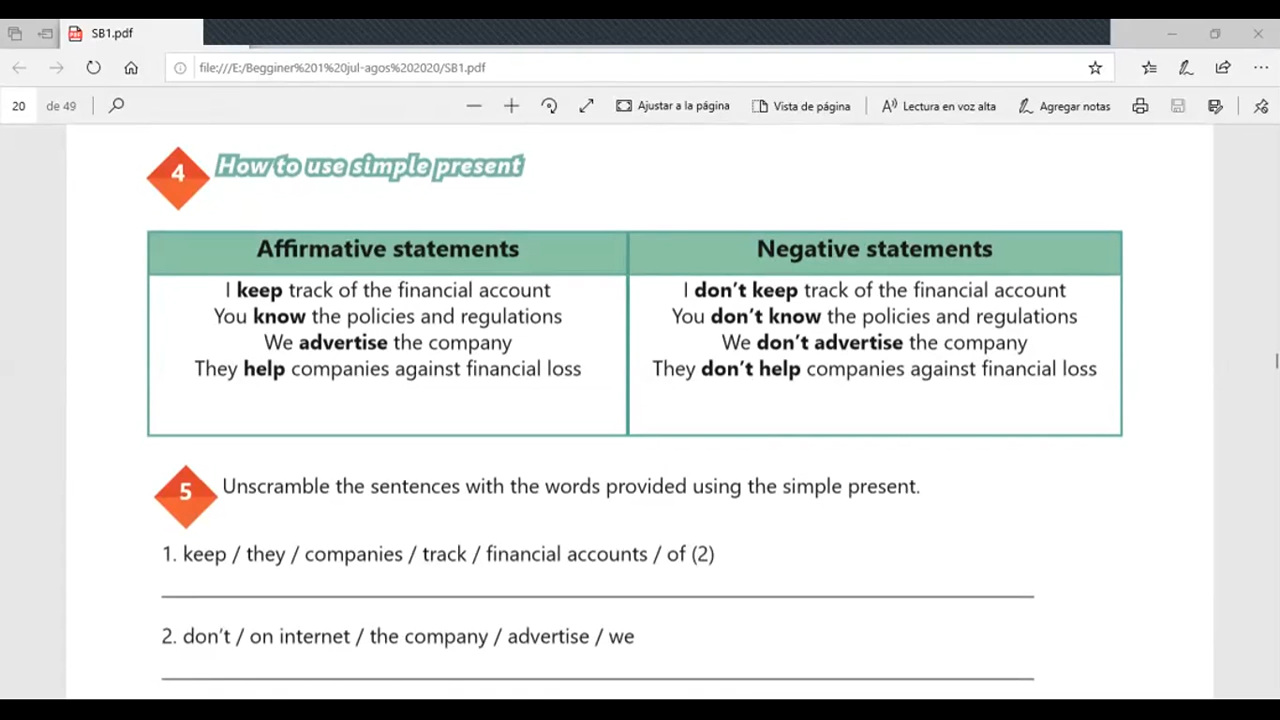 SB1.pdf
file:///E:/Begginer%201%20jul-agos%202020/SB1.pdf
20 de 49 Ajustar a la página Vista de página Lectura en voz alta Agregar notas
4 How to use simple present
Affirmative statements
I keep track of the financial account
You know the policies and regulations
We advertise the company
They help companies against financial loss
Negative statements
I don't keep track of the financial account
You don't know the policies and regulations
We don't advertise the company
They don't help companies against financial loss
5 Unscramble the sentences with the words provided using the simple present.
1. keep / they / companies / track / financial accounts / of (2)
2. don't / on internet / the company / advertise / we